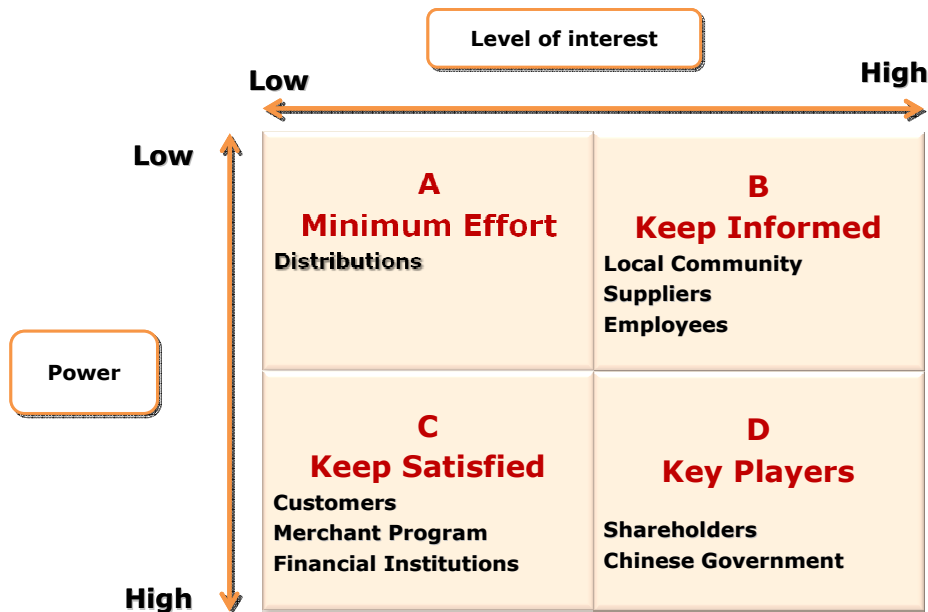 Level of interest
Low
High
Low
A
Minimum Effort
Distributions
B
Keep Informed
Local Community
Suppliers
Employees
Power
C
Keep Satisfied
Customers
Merchant Program
Financial Institutions
D
Key Players
Shareholders
Chinese Government
High